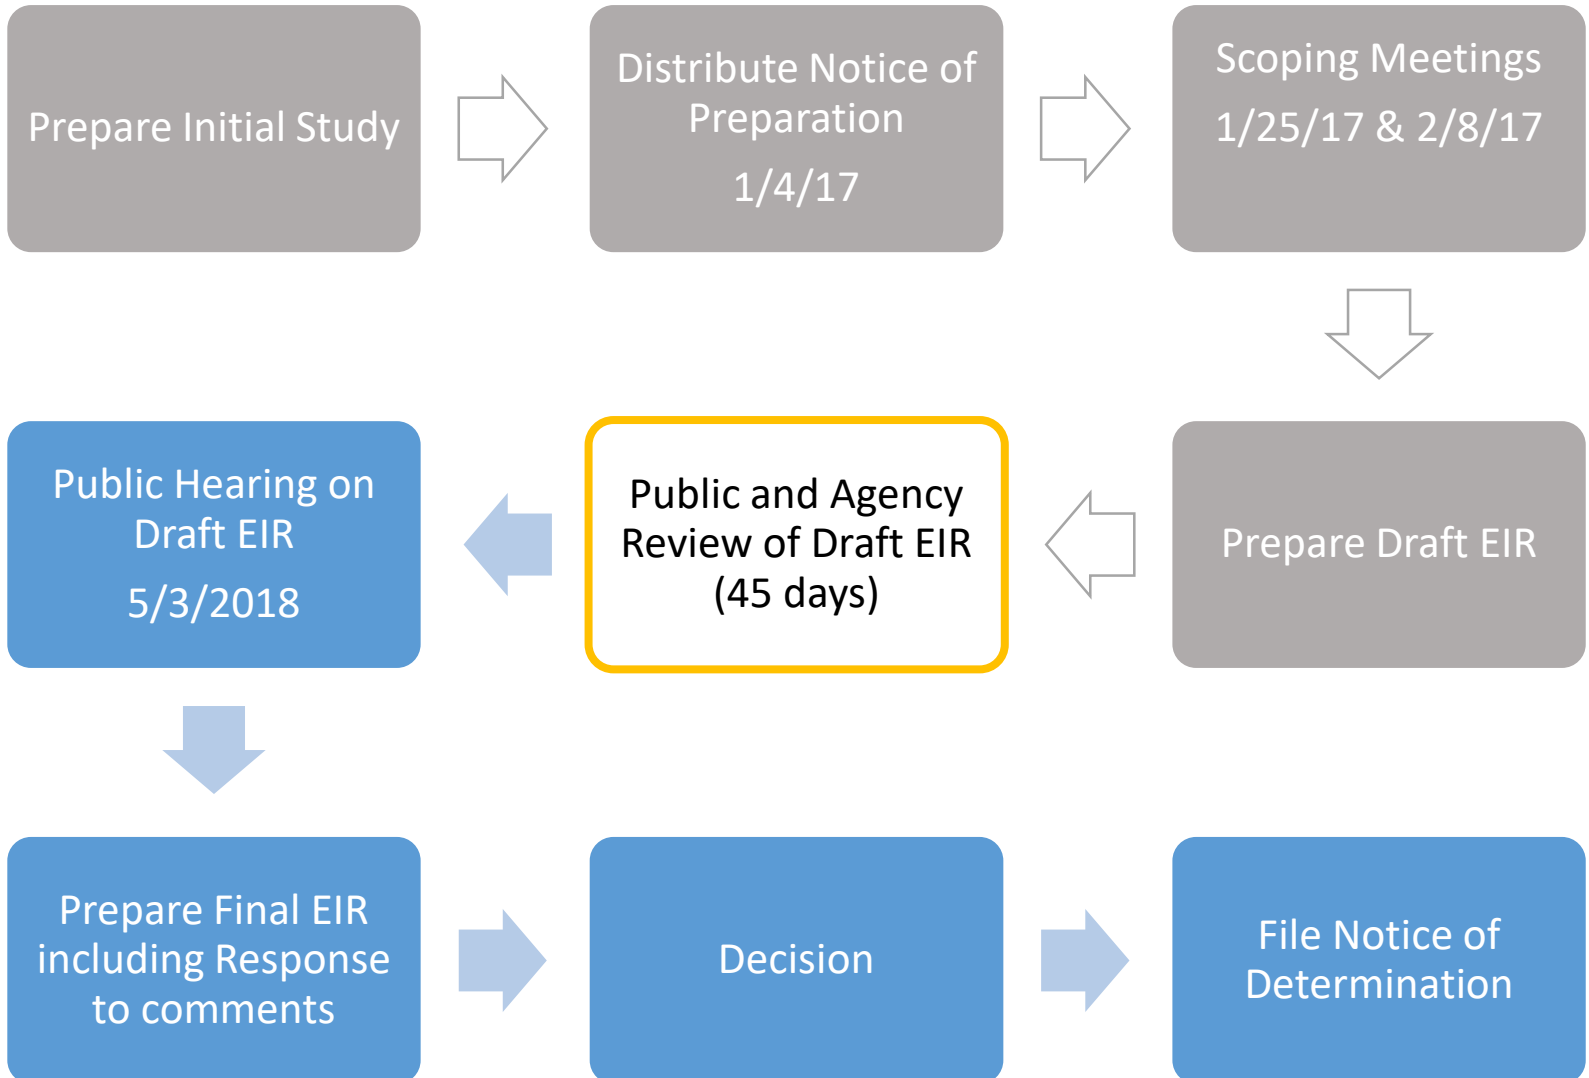 Prepare Initial Study
Distribute Notice of
Preparation
1/4/17
Scoping Meetings
1/25/17 & 2/8/17
Prepare Draft EIR
Public and Agency
Review of Draft EIR
(45 days)
Public Hearing on
Draft EIR
5/3/2018
Prepare Final EIR
including Response
to comments
Decision
File Notice of
Determination